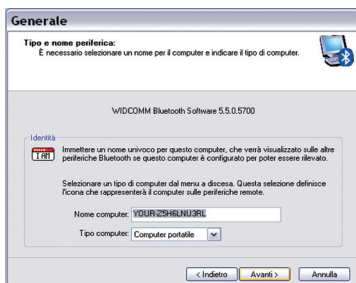 Generale
Tipo e nome periferica:
È necessario selezionare un nome per il computer e indicare il tipo di computer.
WIDCOMM Bluetooth Software 5.5.0.5700
Identità
I AM
Immettere un nome univoco per questo computer, che verrà visualizzato sulle altre
periferiche Bluetooth se questo computer è configurato per poter essere rilevato.
Selezionare un tipo di computer dal menu a discesa. Questa selezione definisce
l'icona che rappresenterà il computer sulle periferiche remote.
Nome computer: YOUR-Z5H6LNU3RL
Tipo computer: Computer portatile
< Indietro Avanti > Annulla